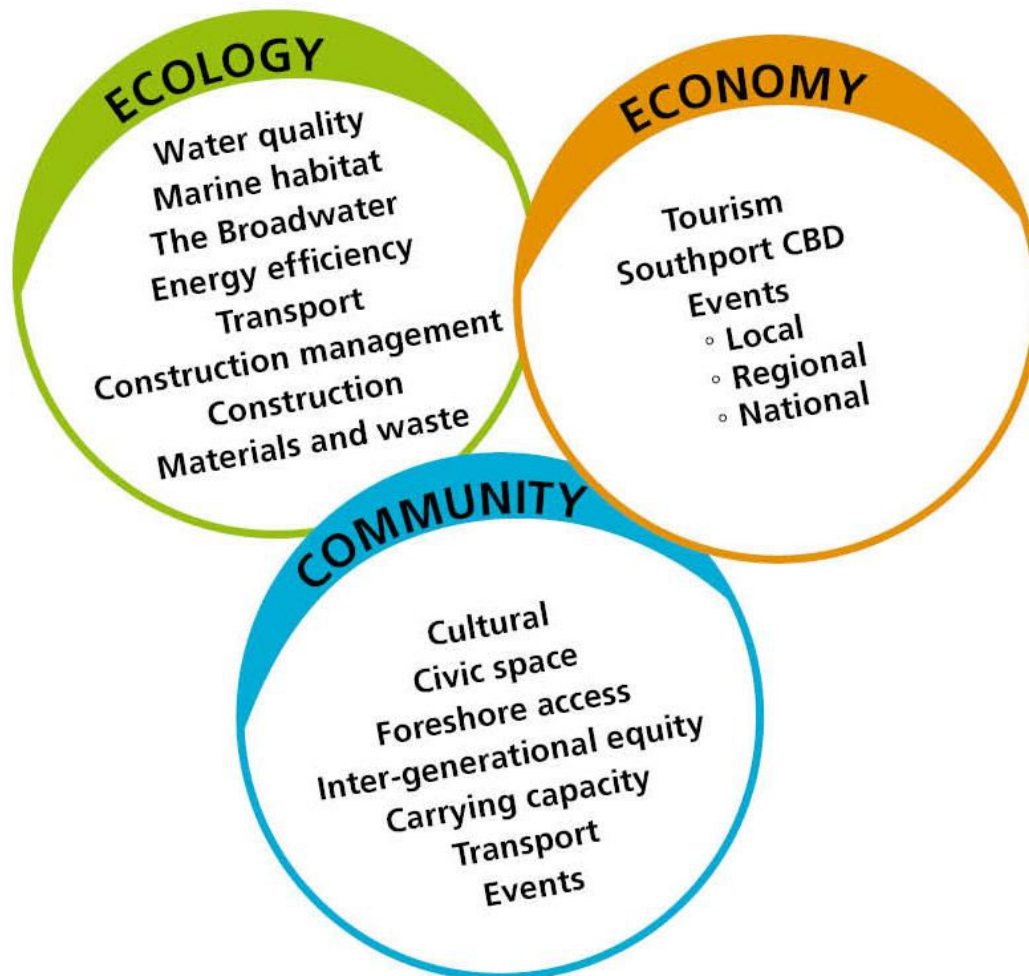 ECOLOGY
Water quality
Marine habitat
The Broadwater
Energy efficiency
Transport
Construction management
Construction
Materials and waste
ECONOMY
Tourism
Southport CBD
Events
◦ Local
◦ Regional
◦ National
COMMUNITY
Cultural
Civic space
Foreshore access
Inter-generational equity
Carrying capacity
Transport
Events